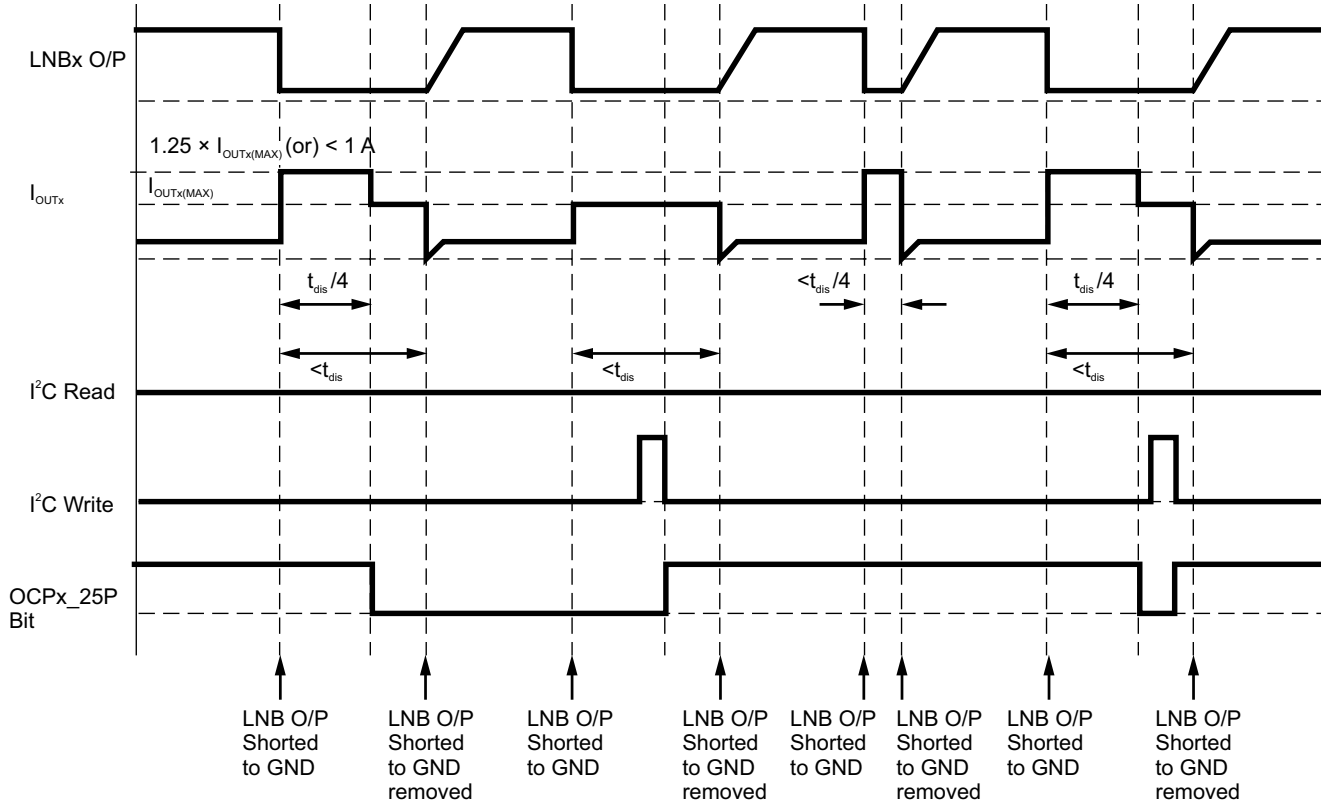 LNBx O/P
1.25 × IOUTx(MAX) (or) < 1 A
IOUTx
IOUTx(MAX)
tdis/4
<tdis/4
tdis/4
<tdis
<tdis
<tdis
I²C Read
I²C Write
OCPx_25P
Bit
LNB O/P
Shorted
to GND
LNB O/P
Shorted
to GND
removed
LNB O/P
Shorted
to GND
LNB O/P
Shorted
to GND
removed
LNB O/P
Shorted
to GND
LNB O/P
Shorted
to GND
removed
LNB O/P
Shorted
to GND
LNB O/P
Shorted
to GND
removed